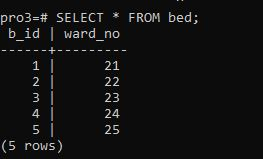 pro3=# SELECT * FROM bed;
 b_id | ward_no
------+---------
    1 |      21
    2 |      22
    3 |      23
    4 |      24
    5 |      25
(5 rows)